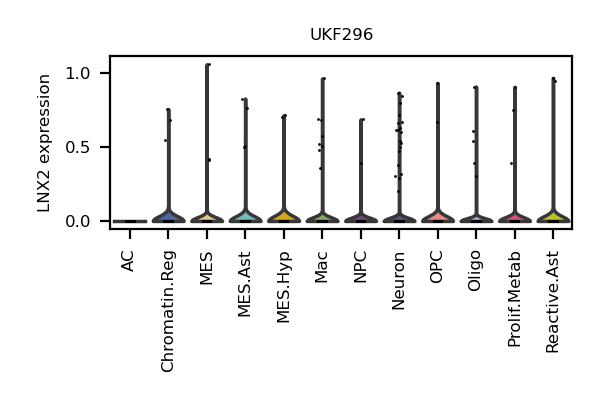 UKF296
LNX2 expression
1.0
0.5
0.0
AC
Chromatin.Reg
MES
MES.Ast
MES.Hyp
Mac
NPC
Neuron
OPC
Oligo
Prolif.Metab
Reactive.Ast